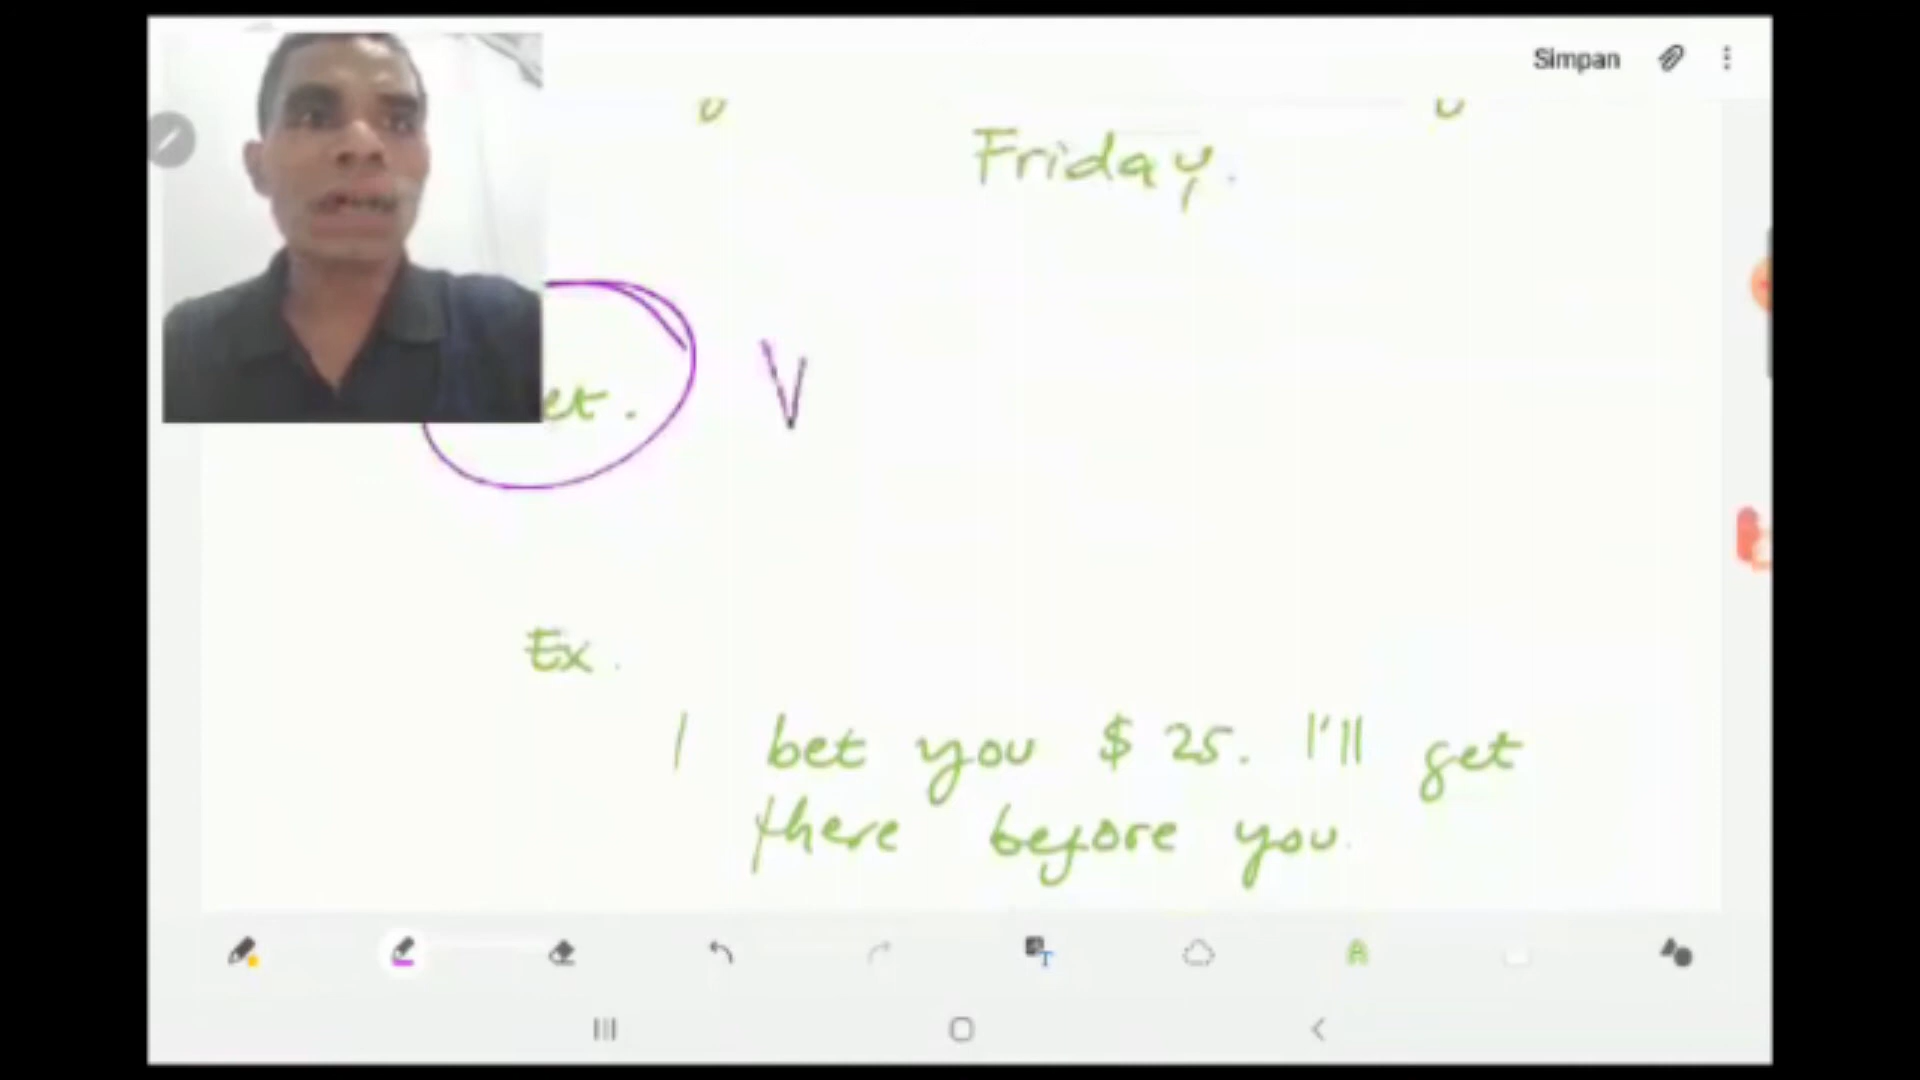 Simpan
Friday.
et. V
Ex.
I bet you $ 25. I'll get
there before you.